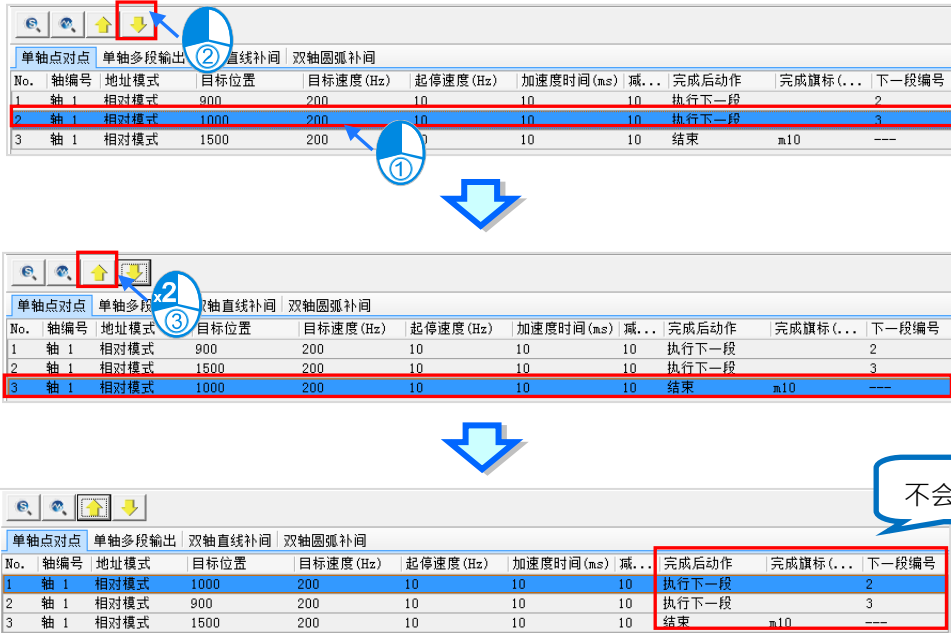 ②
单轴点对点 单轴多段输出 直线补间 双轴圆弧补间
No. 轴编号 地址模式 目标位置 目标速度(Hz) 起停速度(Hz) 加速度时间(ms) 减... 完成后动作 完成旗标(... 下一段编号
1 轴 1 相对模式 900 200 10 10 10 执行下一段 2
2 轴 1 相对模式 1000 200 10 10 10 执行下一段 3
3 轴 1 相对模式 1500 200 10 10 结束 m10 ---
①
x2
③
单轴点对点 单轴多段 双轴直线补间 双轴圆弧补间
No. 轴编号 地址模式 目标位置 目标速度(Hz) 起停速度(Hz) 加速度时间(ms) 减... 完成后动作 完成旗标(... 下一段编号
1 轴 1 相对模式 900 200 10 10 10 执行下一段 2
2 轴 1 相对模式 1500 200 10 10 10 执行下一段 3
3 轴 1 相对模式 1000 200 10 10 10 结束 m10 ---
不会
单轴点对点 单轴多段输出 双轴直线补间 双轴圆弧补间
No. 轴编号 地址模式 目标位置 目标速度(Hz) 起停速度(Hz) 加速度时间(ms) 减... 完成后动作 完成旗标(... 下一段编号
1 轴 1 相对模式 1000 200 10 10 10 执行下一段 2
2 轴 1 相对模式 900 200 10 10 10 执行下一段 3
3 轴 1 相对模式 1500 200 10 10 10 结束 m10 ---